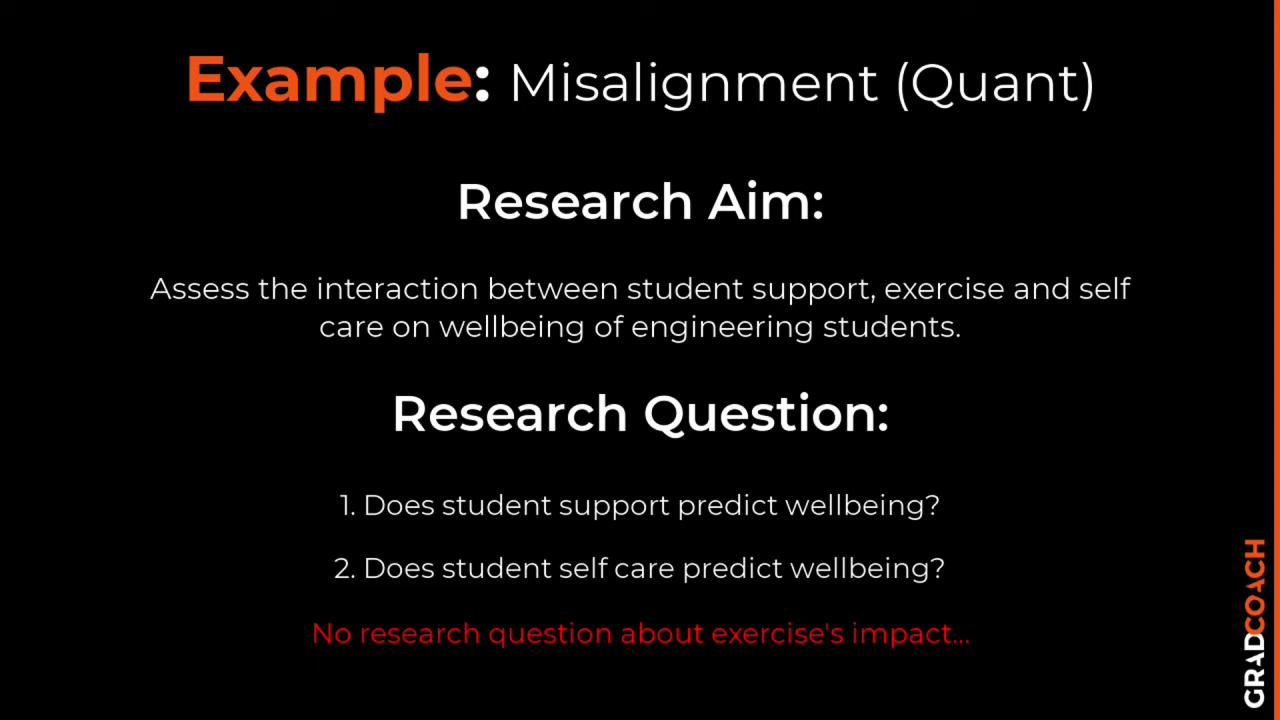 Example: Misalignment (Quant)
Research Aim:
Assess the interaction between student support, exercise and self
care on wellbeing of engineering students.
Research Question:
1. Does student support predict wellbeing?
2. Does student self care predict wellbeing?
No research question about exercise's impact...
GRADCOACH